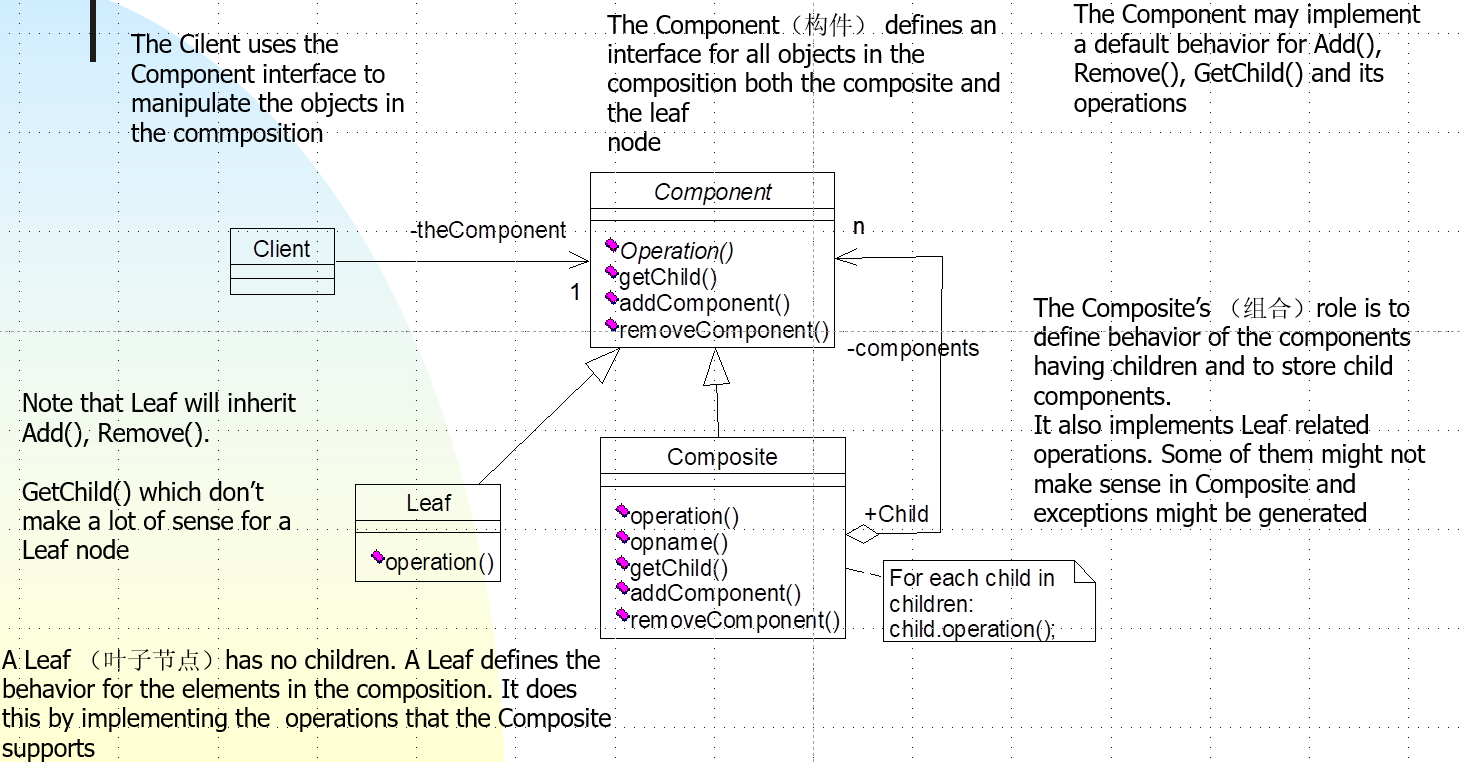 The Cilent uses the
Component interface to
manipulate the objects in
the commposition
The Component（构件） defines an
interface for all objects in the
composition both the composite and
the leaf
node
The Component may implement
a default behavior for Add(),
Remove(), GetChild() and its
operations
Component
Operation()
getChild()
addComponent()
removeComponent()
Client
-theComponent
1
n
-components
The Composite’s （组合）role is to
define behavior of the components
having children and to store child
components.
It also implements Leaf related
operations. Some of them might not
make sense in Composite and
exceptions might be generated
Note that Leaf will inherit
Add(), Remove().
GetChild() which don’t
make a lot of sense for a
Leaf node
Leaf
operation()
Composite
operation()
opname()
getChild()
addComponent()
removeComponent()
+Child
For each child in
children:
child.operation();
A Leaf （叶子节点）has no children. A Leaf defines the
behavior for the elements in the composition. It does
this by implementing the  operations that the Composite
supports